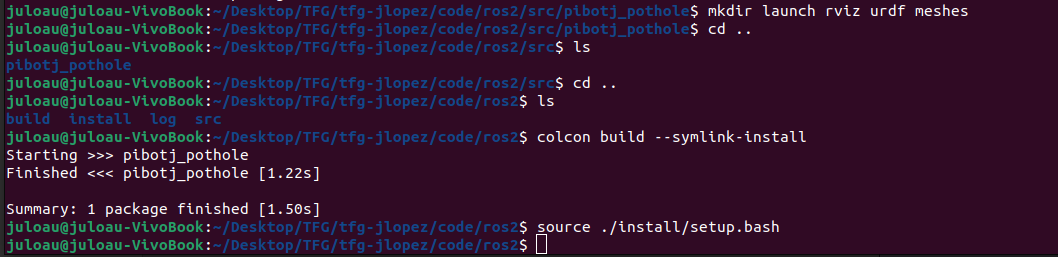 juloau@juloau-VivoBook:~/Desktop/TFG/tfg-jlopez/code/ros2/src/pibotj_pothole$ mkdir launch rviz urdf meshes
juloau@juloau-VivoBook:~/Desktop/TFG/tfg-jlopez/code/ros2/src/pibotj_pothole$ cd ..
juloau@juloau-VivoBook:~/Desktop/TFG/tfg-jlopez/code/ros2/src$ ls
pibotj_pothole
juloau@juloau-VivoBook:~/Desktop/TFG/tfg-jlopez/code/ros2/src$ cd ..
juloau@juloau-VivoBook:~/Desktop/TFG/tfg-jlopez/code/ros2$ ls
build  install  log  src
juloau@juloau-VivoBook:~/Desktop/TFG/tfg-jlopez/code/ros2$ colcon build --symlink-install
Starting >>> pibotj_pothole
Finished <<< pibotj_pothole [1.22s]

Summary: 1 package finished [1.50s]
juloau@juloau-VivoBook:~/Desktop/TFG/tfg-jlopez/code/ros2$ source ./install/setup.bash
juloau@juloau-VivoBook:~/Desktop/TFG/tfg-jlopez/code/ros2$